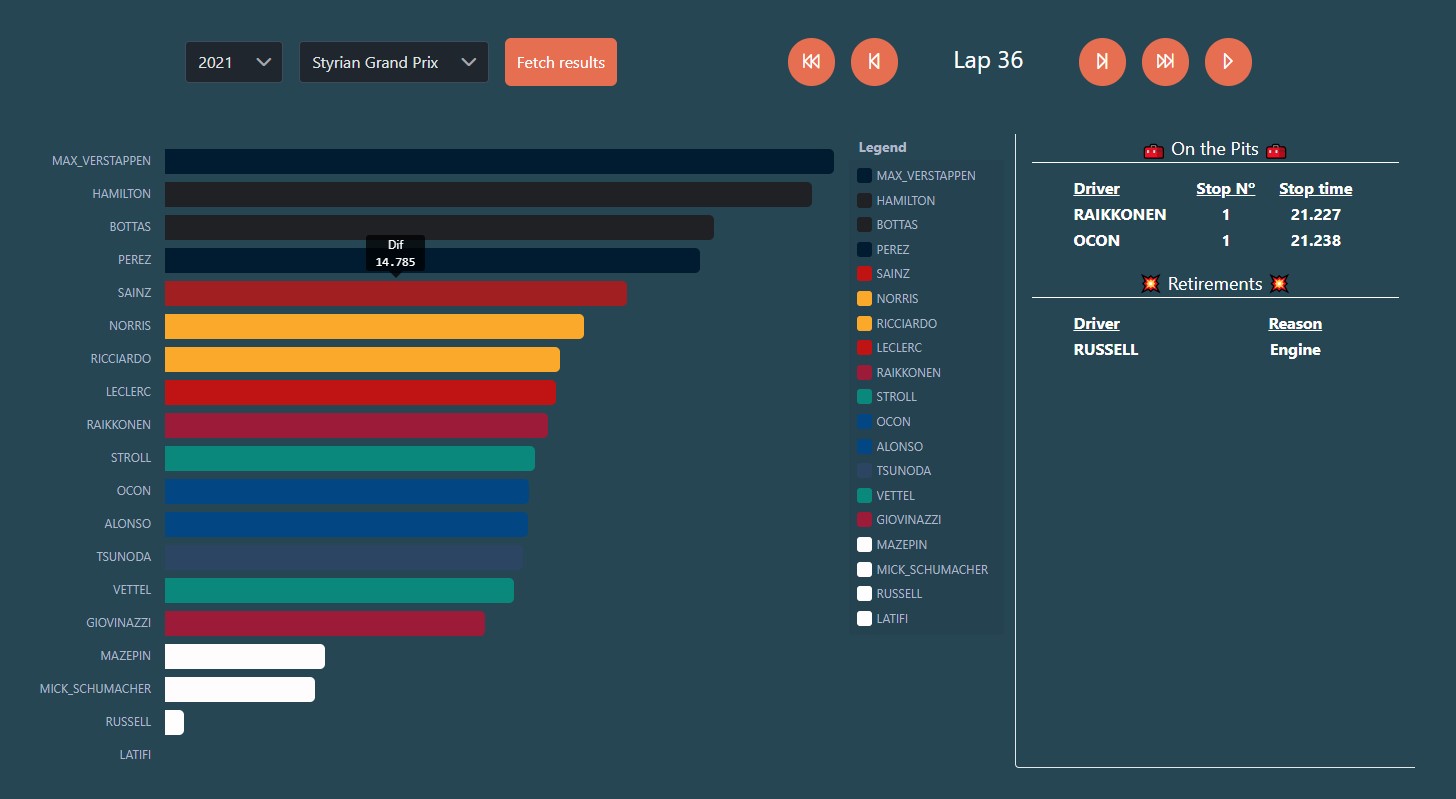 2021
Styrian Grand Prix
Fetch results
Lap 36
MAX_VERSTAPPEN
HAMILTON
BOTTAS
PEREZ
SAINZ
NORRIS
RICCIARDO
LECLERC
RAIKKONEN
STROLL
OCON
ALONSO
TSUNODA
VETTEL
GIOVINAZZI
MAZEPIN
MICK_SCHUMACHER
RUSSELL
LATIFI
Dif
14.785
Legend
MAX_VERSTAPPEN
HAMILTON
BOTTAS
PEREZ
SAINZ
NORRIS
RICCIARDO
LECLERC
RAIKKONEN
STROLL
OCON
ALONSO
TSUNODA
VETTEL
GIOVINAZZI
MAZEPIN
MICK_SCHUMACHER
RUSSELL
LATIFI
On the Pits
Driver Stop Nº Stop time
RAIKKONEN 1 21.227
OCON 1 21.238
Retirements
Driver Reason
RUSSELL Engine